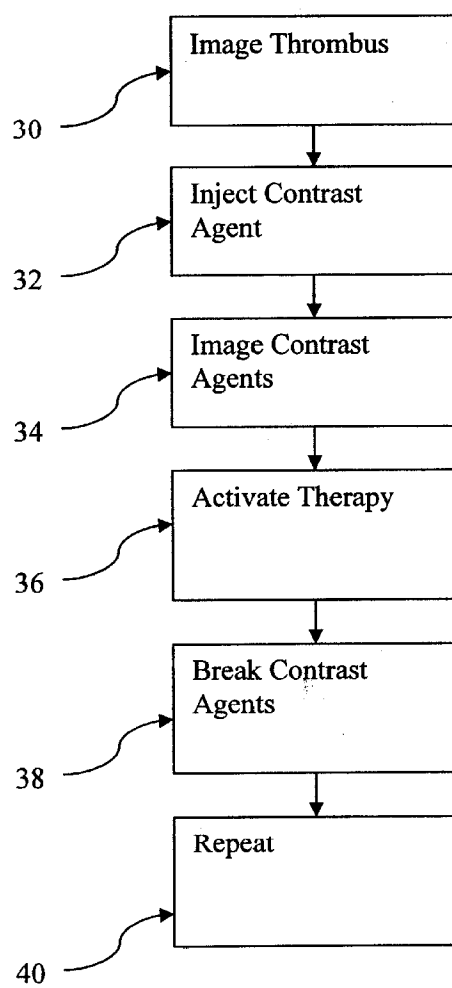 Image Thrombus
30
Inject Contrast
Agent
32
Image Contrast
Agents
34
Activate Therapy
36
Break Contrast
Agents
38
Repeat
40